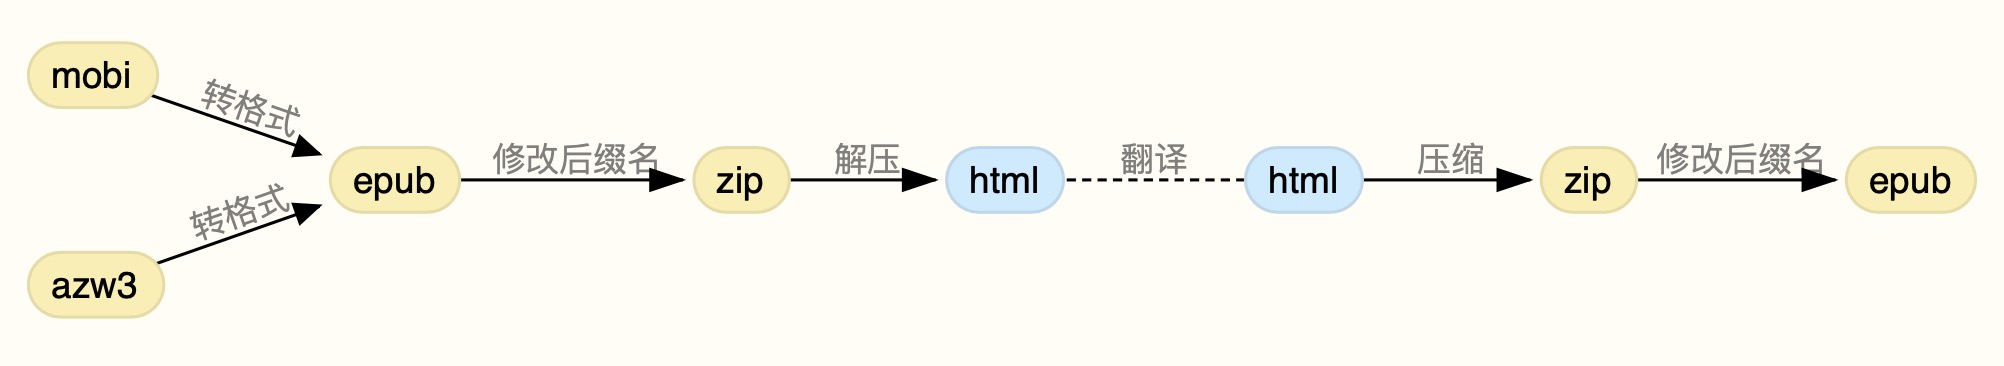 mobi
转格式
epub
修改后缀名
zip
解压
html
翻译
html
压缩
zip
修改后缀名
epub
转格式
azw3